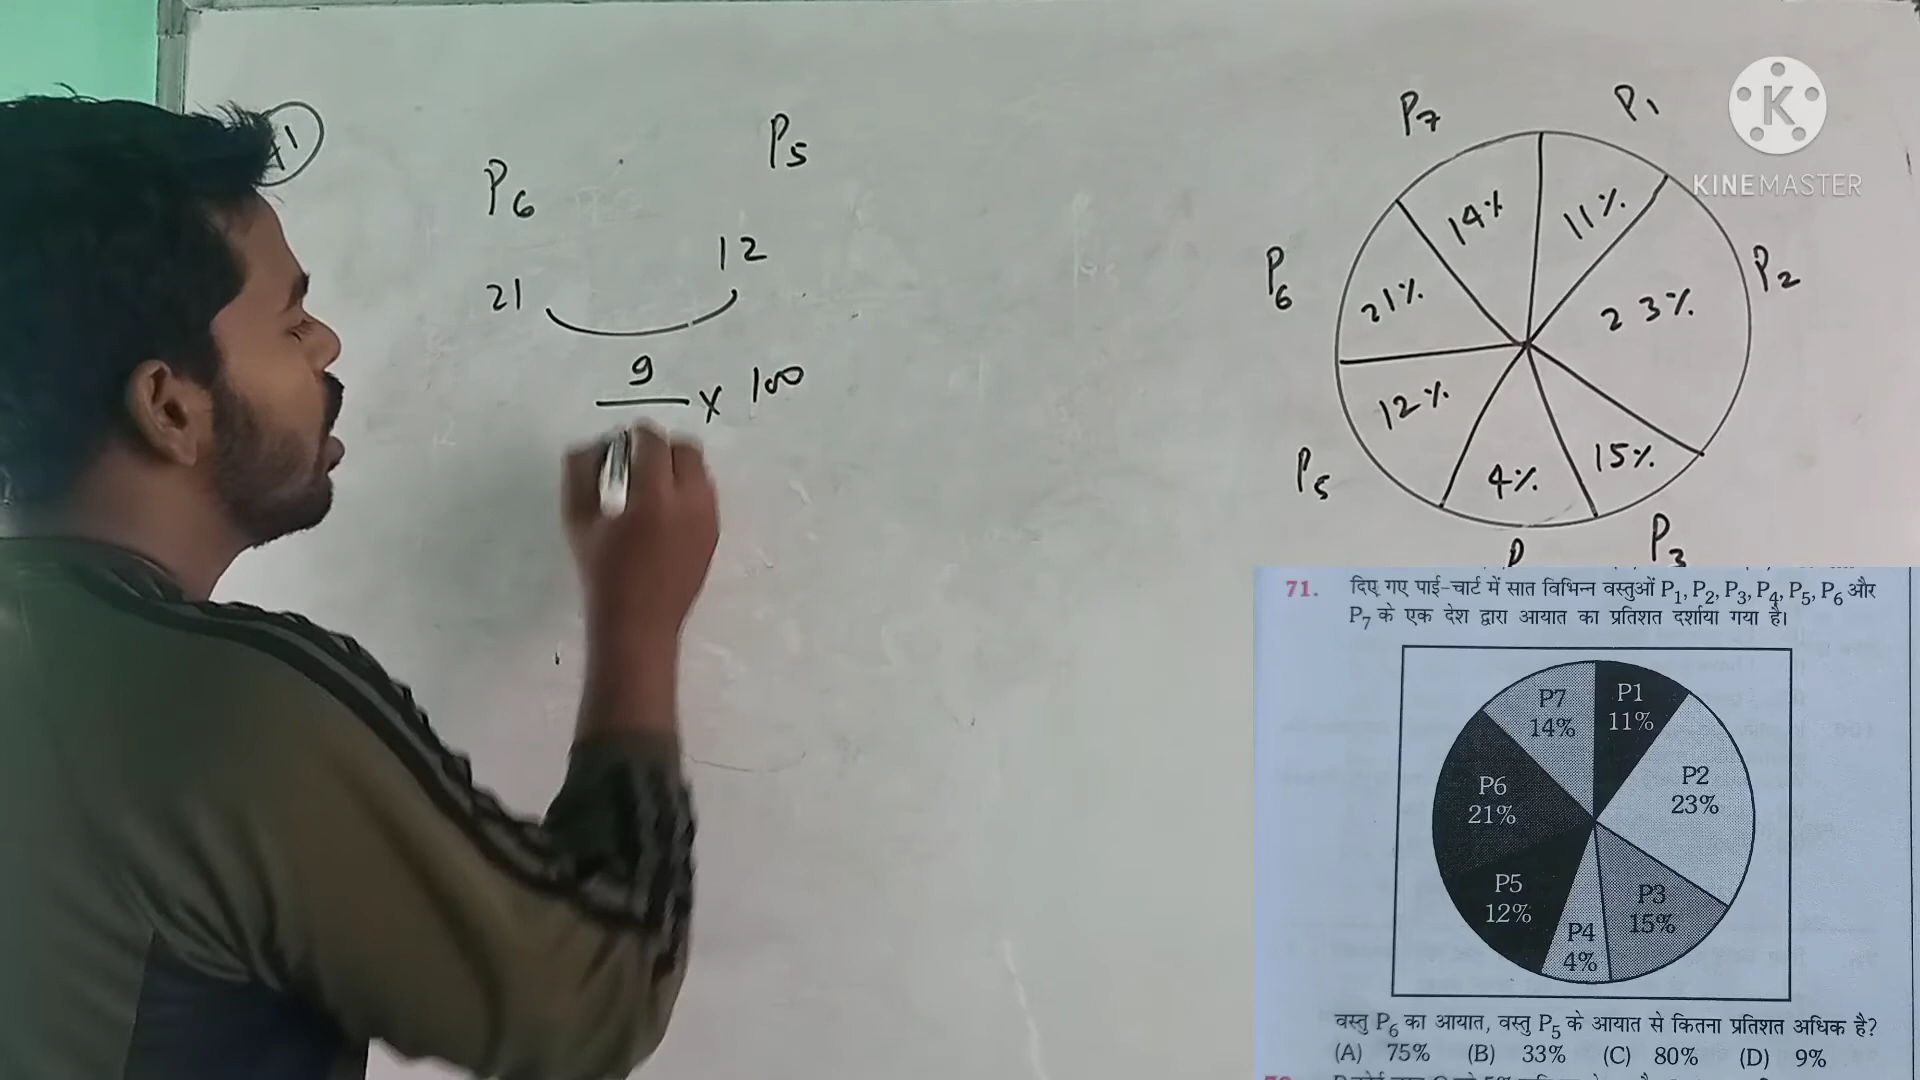 P6
P5
21
12
9 × 100
P7
P1
14%
11%
P6
P2
21%
23%
12%
15%
4%
P5
P3
KINEMASTER
71. दिए गए पाई-चार्ट में सात विभिन्न वस्तुओं P1, P2, P3, P4, P5, P6 और
P7 के एक देश द्वारा आयात का प्रतिशत दर्शाया गया है।
P7
14%
P1
11%
P6
21%
P2
23%
P5
12%
P3
15%
P4
4%
वस्तु P6 का आयात, वस्तु P5 के आयात से कितना प्रतिशत अधिक है?
(A) 75% (B) 33% (C) 80% (D) 9%